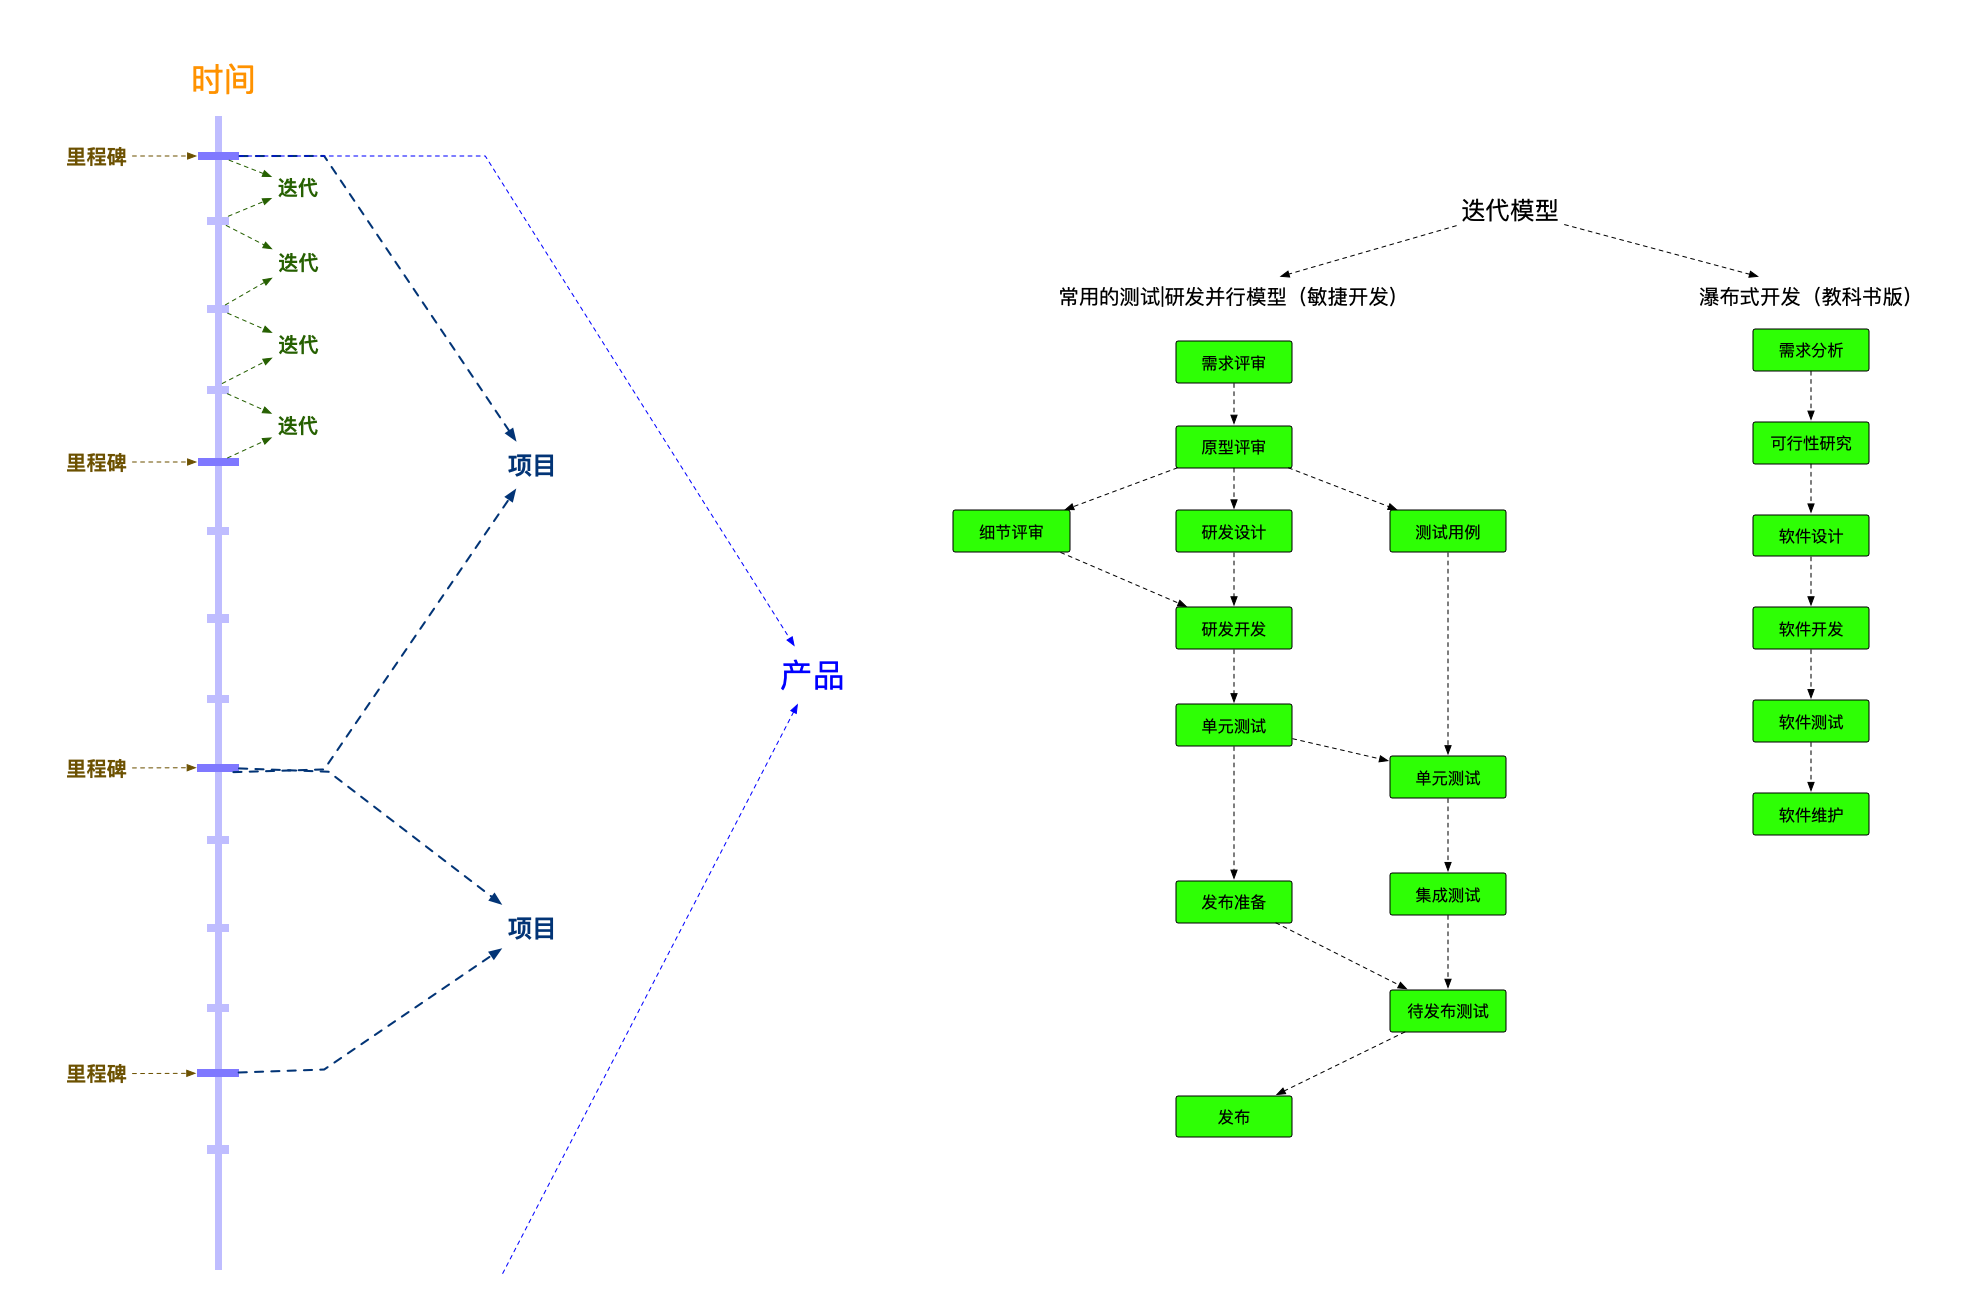 时间
里程碑
迭代
迭代
迭代
迭代
里程碑
项目
产品
里程碑
项目
里程碑
迭代模型
常用的测试|研发并行模型（敏捷开发）
需求评审
原型评审
细节评审
研发设计
测试用例
研发开发
单元测试
单元测试
发布准备
集成测试
待发布测试
发布
瀑布式开发（教科书版）
需求分析
可行性研究
软件设计
软件开发
软件测试
软件维护